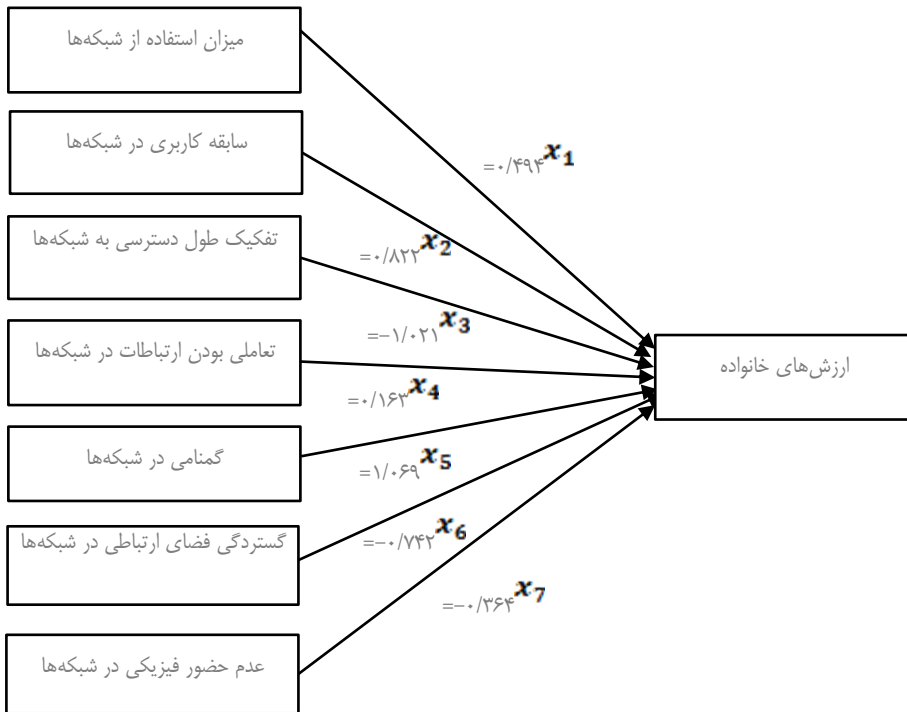 میزان استفاده از شبکه‌ها
سابقه کاربری در شبکه‌ها
تفکیک طول دسترسی به شبکه‌ها
تعاملی بودن ارتباطات در شبکه‌ها
گمنامی در شبکه‌ها
گستردگی فضای ارتباطی در شبکه‌ها
عدم حضور فیزیکی در شبکه‌ها
x1=۰/۴۹۴
x2=۰/۸۲۲
x3=-۱/۰۲۱
x4=۰/۱۶۳
x5=۱/۰۶۹
x6=-۰/۷۴۲
x7=-۰/۳۶۴
ارزش‌های خانواده